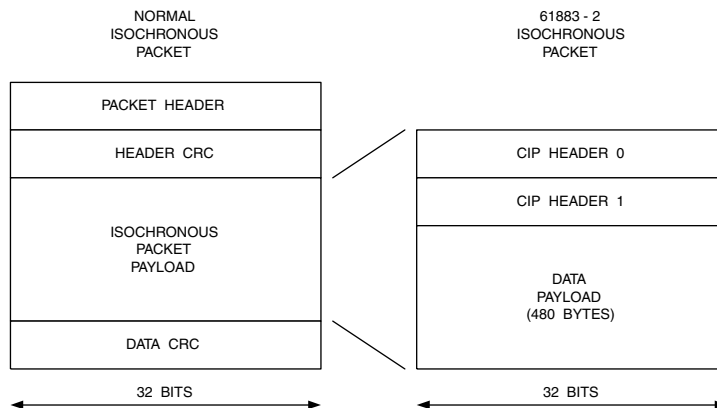 NORMAL
ISOCHRONOUS
PACKET
PACKET HEADER
HEADER CRC
ISOCHRONOUS
PACKET
PAYLOAD
DATA CRC
32 BITS
61883 - 2
ISOCHRONOUS
PACKET
CIP HEADER 0
CIP HEADER 1
DATA
PAYLOAD
(480 BYTES)
32 BITS